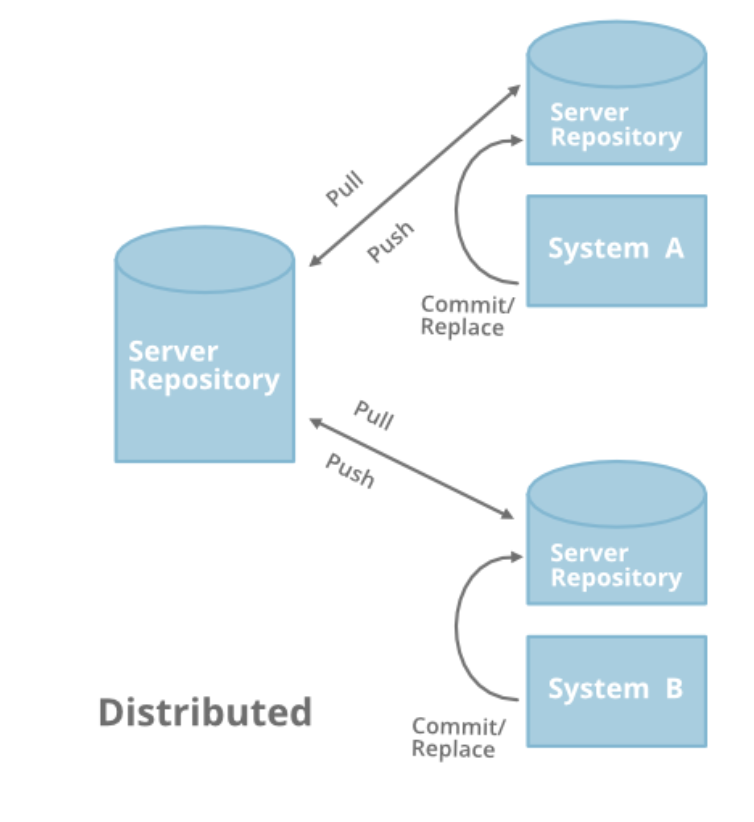 Server
Repository
Pull
Push
System A
Commit/
Replace
Server
Repository
Pull
Push
Server
Repository
System B
Commit/
Replace
Distributed